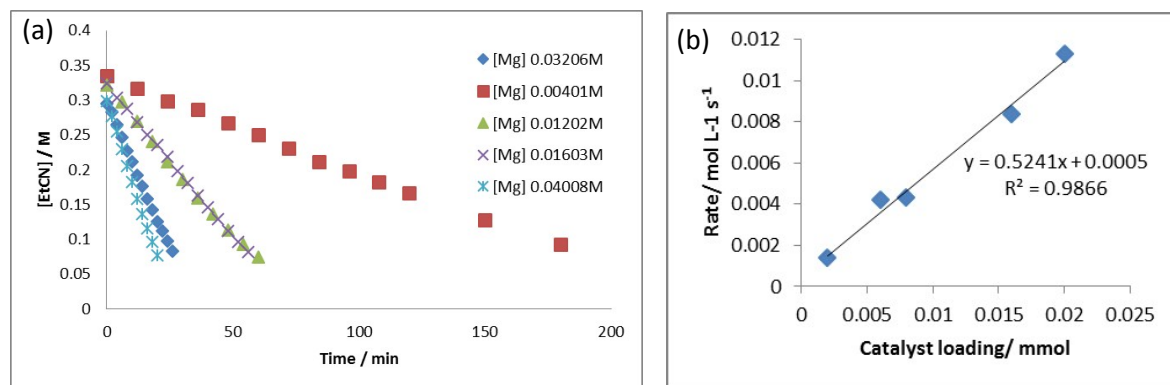 (a)
[EtCN] / M
0.4
0.35
0.3
0.25
0.2
0.15
0.1
0.05
0
0 50 100 150 200
Time / min
[Mg] 0.03206M
[Mg] 0.00401M
[Mg] 0.01202M
[Mg] 0.01603M
[Mg] 0.04008M
(b)
Rate/ mol L-1 s⁻¹
0.012
0.01
0.008
0.006
0.004
0.002
0
y = 0.5241x + 0.0005
R² = 0.9866
0 0.005 0.01 0.015 0.02 0.025
Catalyst loading/ mmol